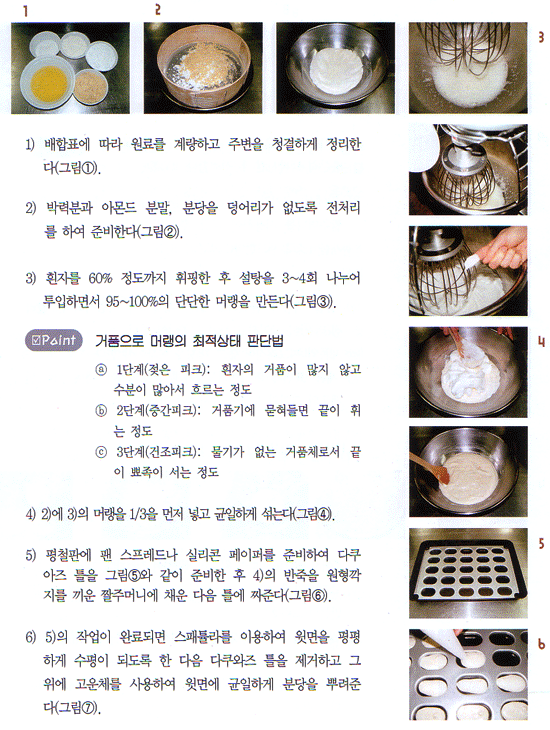 1
2
3
1) 배합표에 따라 원료를 계량하고 주변을 청결하게 정리한
다(그림①).
2) 박력분과 아몬드 분말, 분당을 덩어리가 없도록 전처리
를 하여 준비한다(그림②).
3) 흰자를 60% 정도까지 휘핑한 후 설탕을 3~4회 나누어
투입하면서 95~100%의 단단한 머랭을 만든다(그림③).
☑Point 거품으로 머랭의 최적상태 판단법
ⓐ 1단계(젖은 피크): 흰자의 거품이 많지 않고
수분이 많아서 흐르는 정도
ⓑ 2단계(중간피크): 거품기에 묻혀들면 끝이 휘
는 정도
ⓒ 3단계(건조피크): 물기가 없는 거품체로서 끝
이 뾰족이 서는 정도
4
4) 2)에 3)의 머랭을 1/3을 먼저 넣고 균일하게 섞는다(그림④).
5
5) 평철판에 팬 스프레드나 실리콘 페이퍼를 준비하여 다쿠
아즈 틀을 그림⑤와 같이 준비한 후 4)의 반죽을 원형깍
지를 끼운 짤주머니에 채운 다음 틀에 짜준다(그림⑥).
6
6) 5)의 작업이 완료되면 스패튤라를 이용하여 윗면을 평평
하게 수평이 되도록 한 다음 다쿠와즈 틀을 제거하고 그
위에 고운체를 사용하여 윗면에 균일하게 분당을 뿌려준
다(그림⑦).